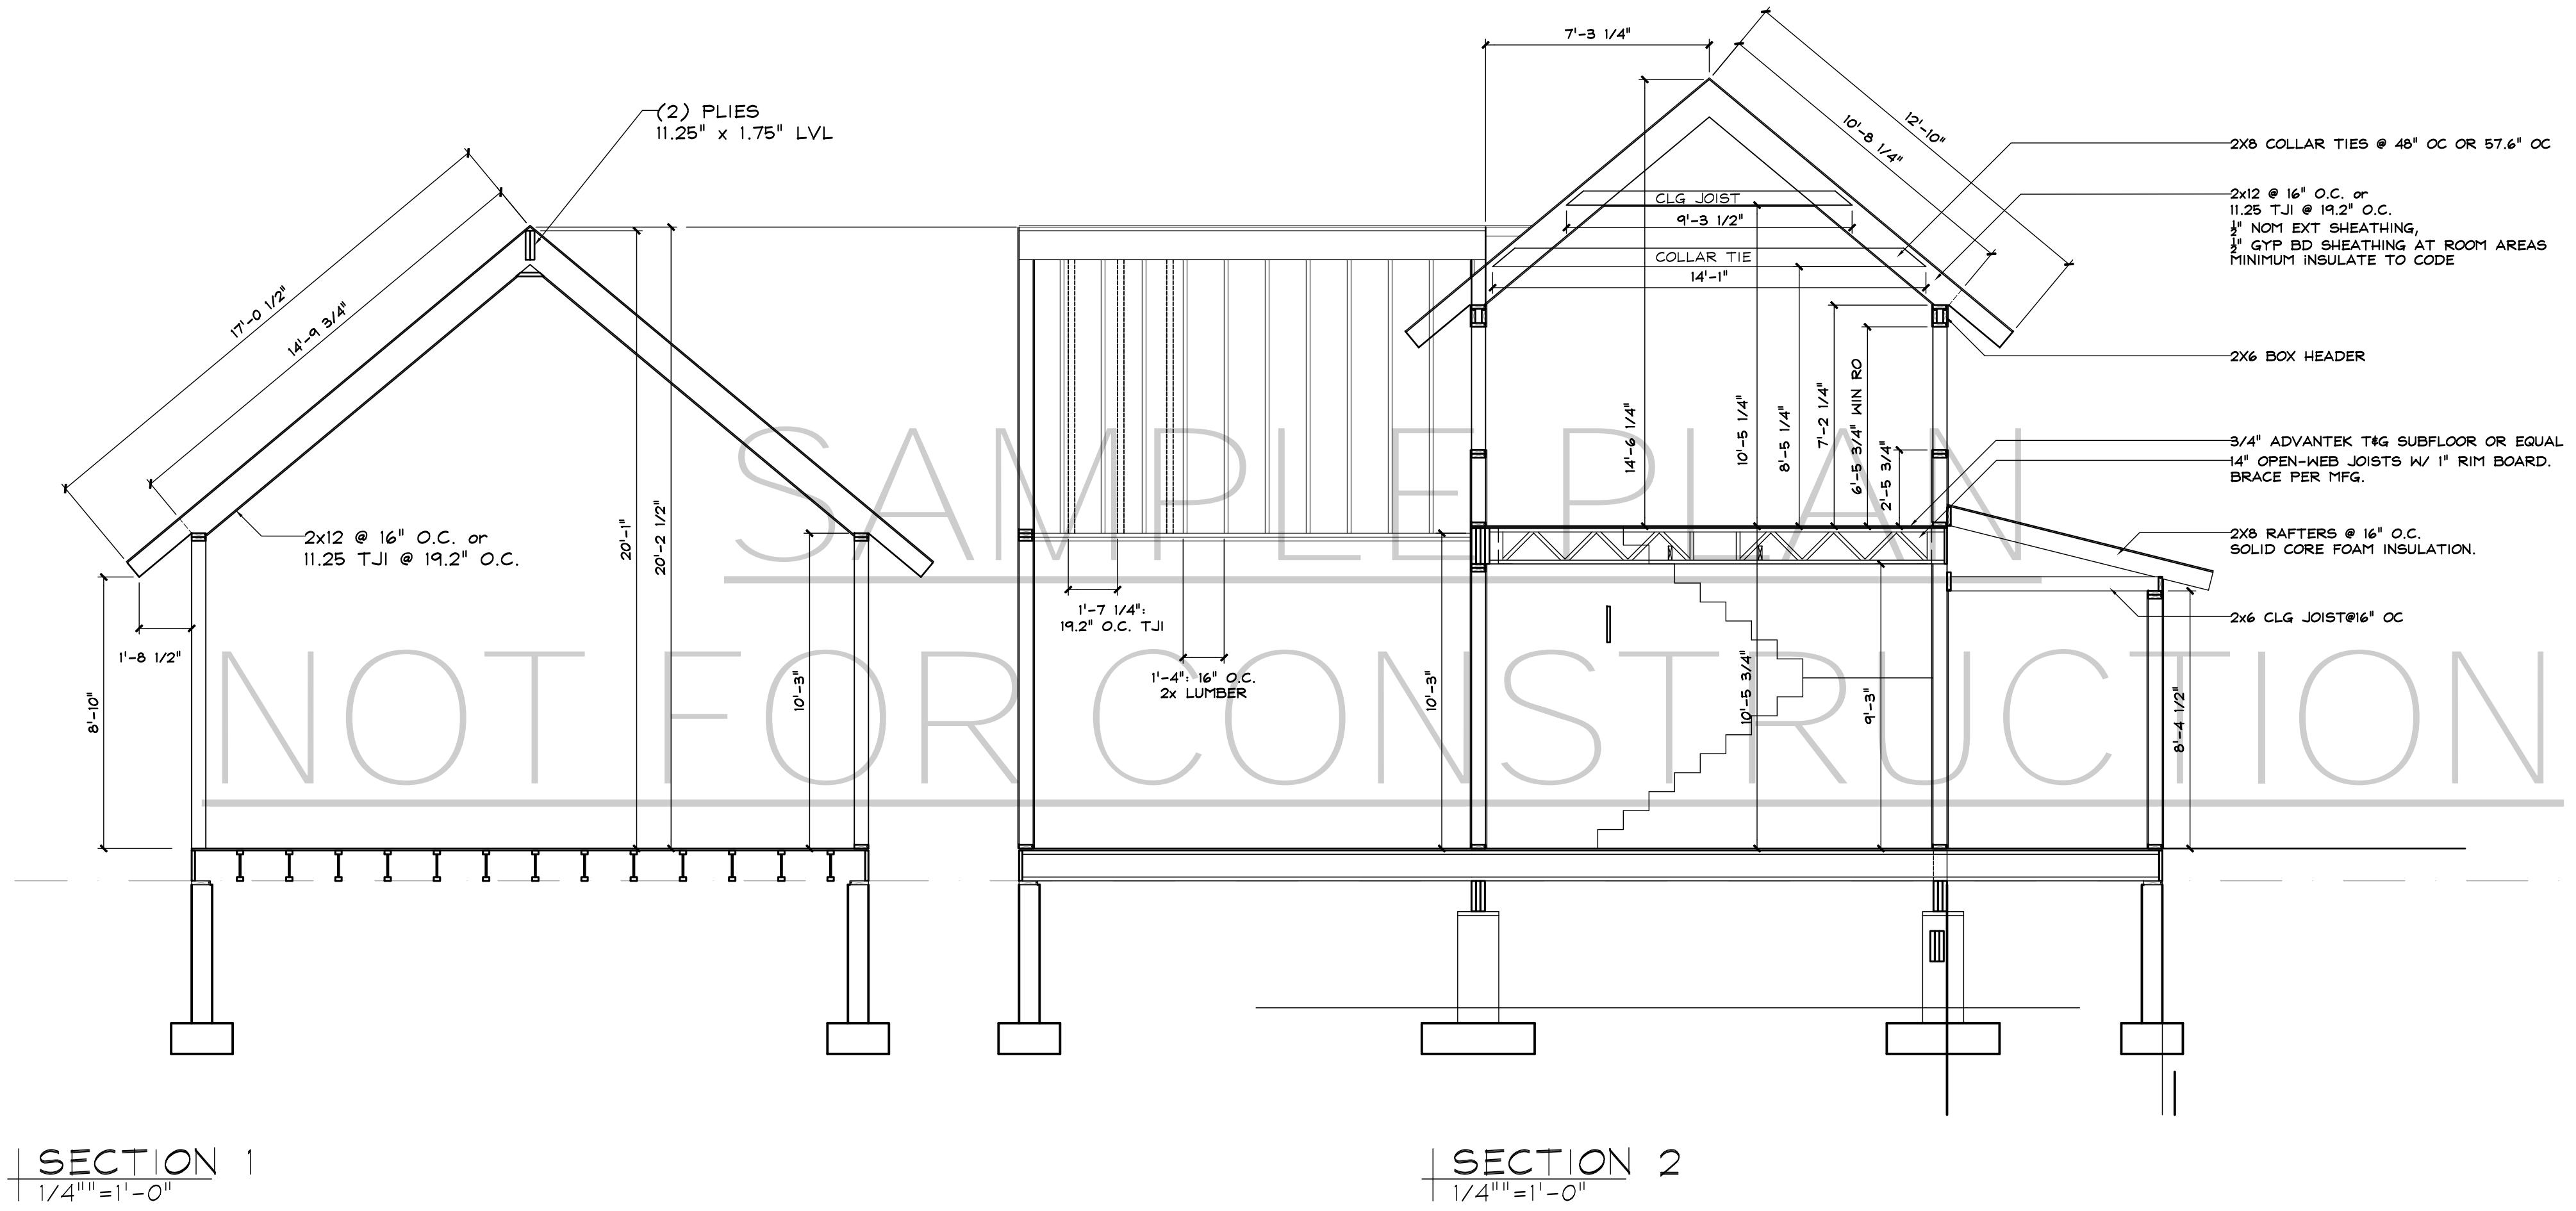 7'-3 1/4"
(2) PLIES
11.25" x 1.75" LVL
12'-10"
10'-8 1/4"
2X8 COLLAR TIES @ 48" OC OR 57.6" OC
2x12 @ 16" O.C. or
11.25 TJI @ 19.2" O.C.
½" NOM EXT SHEATHING,
½" GYP BD SHEATHING AT ROOM AREAS
MINIMUM INSULATE TO CODE
CLG JOIST
9'-3 1/2"
COLLAR TIE
14'-1"
17'-0 1/2"
14'-9 3/4"
2X6 BOX HEADER
14'-6 1/4"
10'-5 1/4"
8'-5 1/4"
7'-2 1/4"
6'-5 3/4" WIN RO
2'-5 3/4"
3/4" ADVANTEK T&G SUBFLOOR OR EQUAL
14" OPEN-WEB JOISTS W/ 1" RIM BOARD.
BRACE PER MFG.
SAMPLE PLAN
2x12 @ 16" O.C. or
11.25 TJI @ 19.2" O.C.
20'-1"
20'-2 1/2"
2X8 RAFTERS @ 16" O.C.
SOLID CORE FOAM INSULATION.
1'-7 1/4":
19.2" O.C. TJI
2x6 CLG JOIST@16" OC
1'-8 1/2"
1'-4": 16" O.C.
2x LUMBER
8'-10"
10'-3"
10'-3"
10'-5 3/4"
9'-3"
8'-4 1/2"
NOT FOR CONSTRUCTION
SECTION 1
1/4""=1'-0"
SECTION 2
1/4""=1'-0"